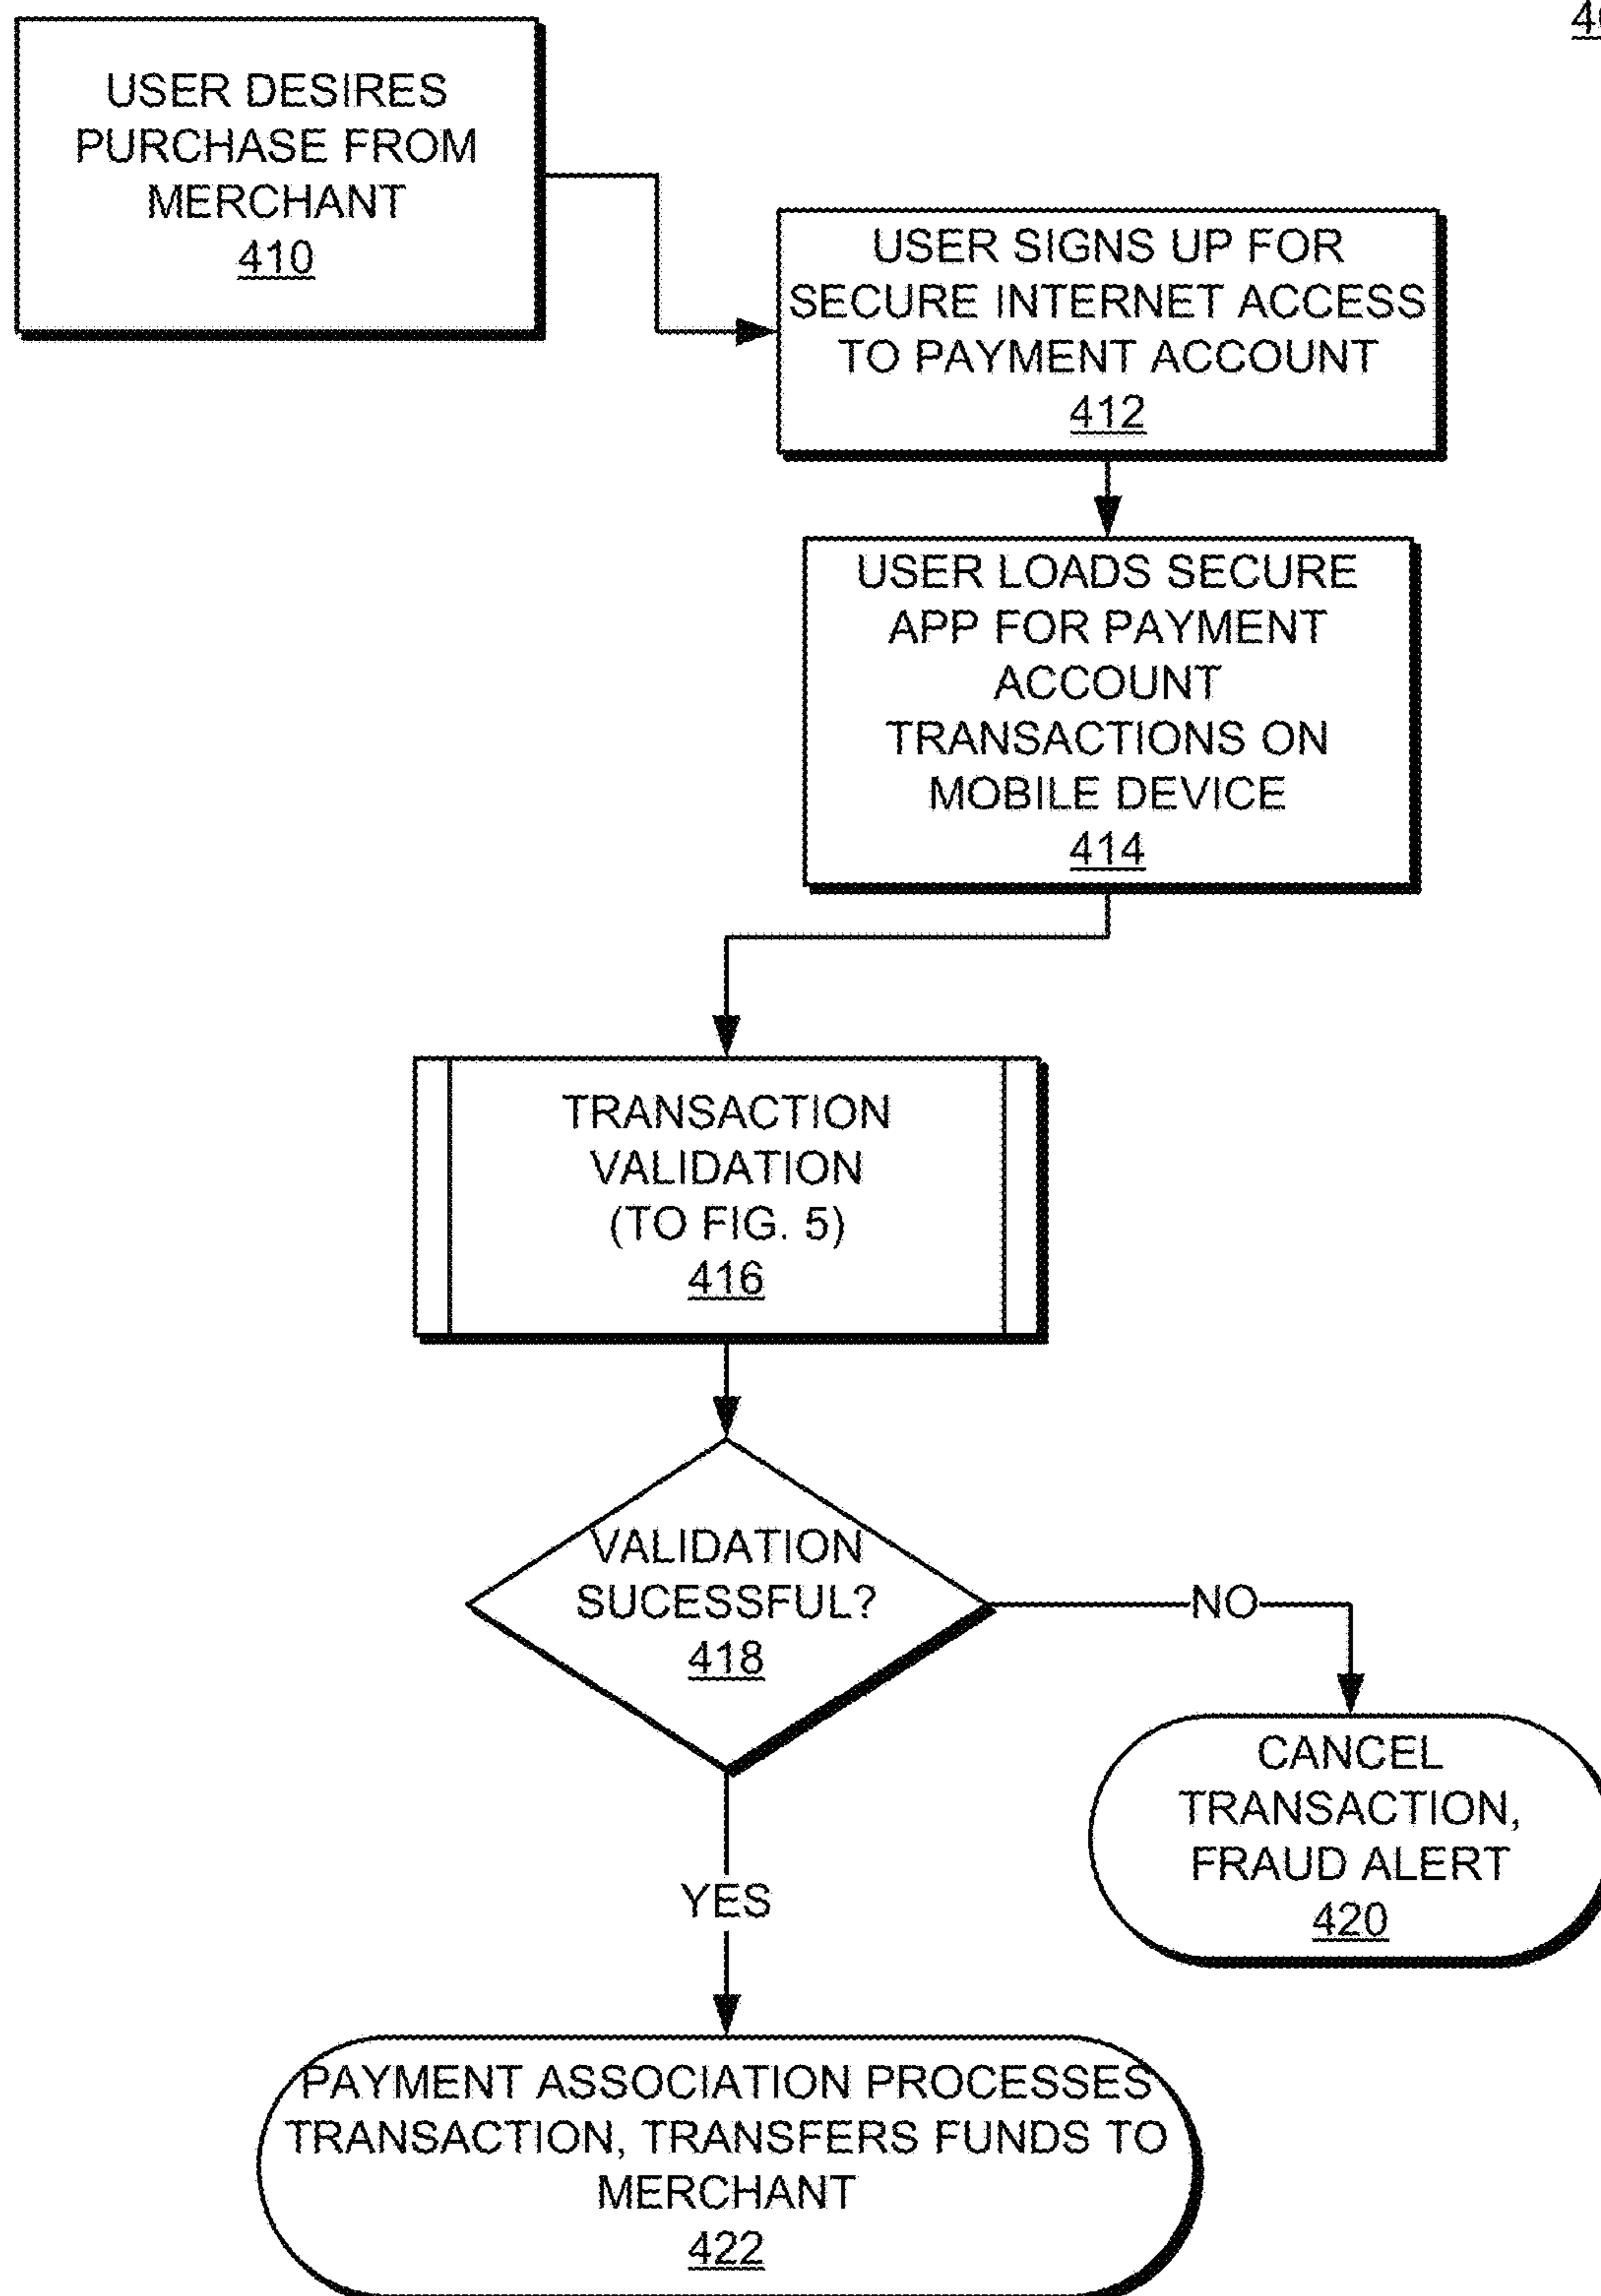 USER DESIRES
PURCHASE FROM
MERCHANT
410
USER SIGNS UP FOR
SECURE INTERNET ACCESS
TO PAYMENT ACCOUNT
412
USER LOADS SECURE
APP FOR PAYMENT
ACCOUNT
TRANSACTIONS ON
MOBILE DEVICE
414
TRANSACTION
VALIDATION
(TO FIG. 5)
416
VALIDATION
SUCESSFUL?
418
NO
CANCEL
TRANSACTION,
FRAUD ALERT
420
YES
PAYMENT ASSOCIATION PROCESSES
TRANSACTION, TRANSFERS FUNDS TO
MERCHANT
422